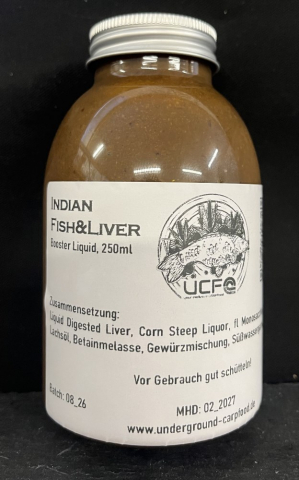 INDIAN
FISH&LIVER
Booster Liquid, 250ml
UCF
Zusammensetzung:
Liquid Digested Liver, Corn Steep Liquor, fl
Lachsöl, Betainmelasse, Gewürzmischung,
Vor Gebrauch gut schütteln!
Batch: 08_26
MHD: 02_2027
www.underground-carpfood.de